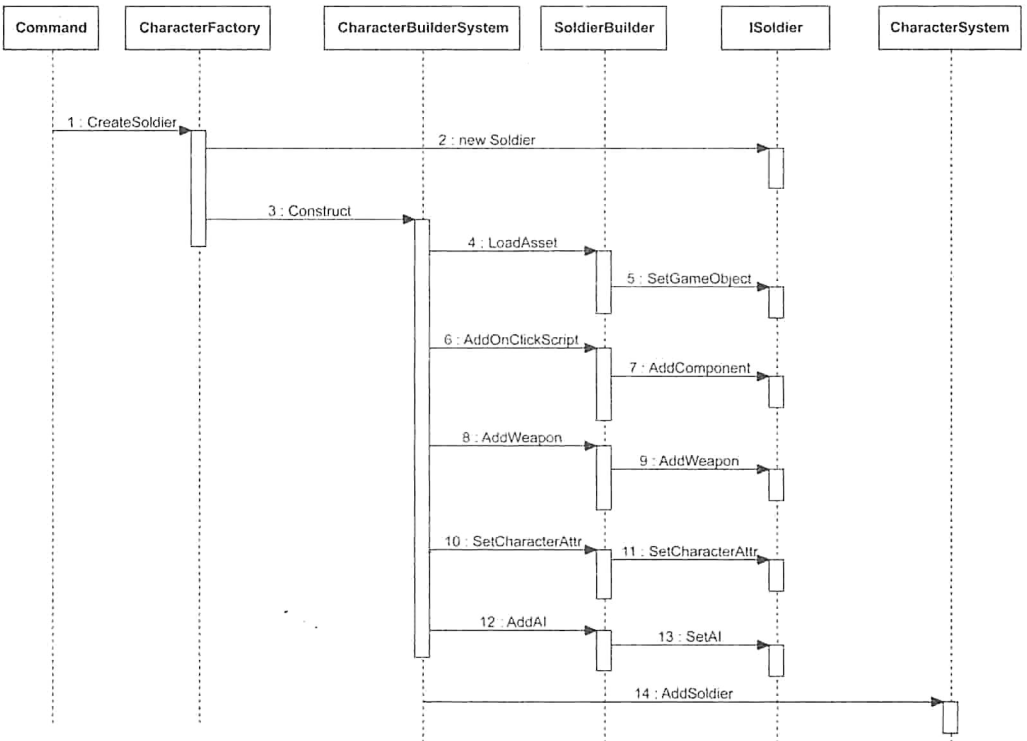 Command
CharacterFactory
CharacterBuilderSystem
SoldierBuilder
ISoldier
CharacterSystem
1 : CreateSoldier
2 : new Soldier
3 : Construct
4 : LoadAsset
5 : SetGameObject
6 : AddOnClickScript
7 : AddComponent
8 : AddWeapon
9 : AddWeapon
10 : SetCharacterAttr
11 : SetCharacterAttr
12 : AddAI
13 : SetAI
14 : AddSoldier